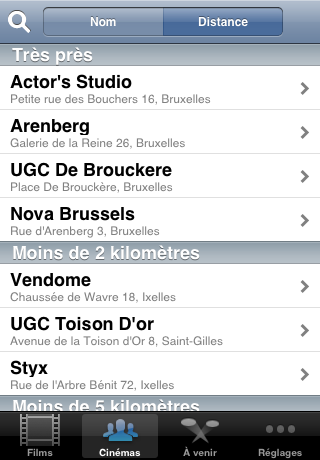 Nom Distance
Très près
Actor's Studio
Petite rue des Bouchers 16, Bruxelles
Arenberg
Galerie de la Reine 26, Bruxelles
UGC De Brouckere
Place De Brouckère, Bruxelles
Nova Brussels
Rue d'Arenberg 3, Bruxelles
Moins de 2 kilomètres
Vendome
Chaussée de Wavre 18, Ixelles
UGC Toison D'or
Avenue de la Toison d'Or 8, Saint-Gilles
Styx
Rue de l'Arbre Bénit 72, Ixelles
Moins de 5 kilomètres
Films Cinémas À venir Réglages